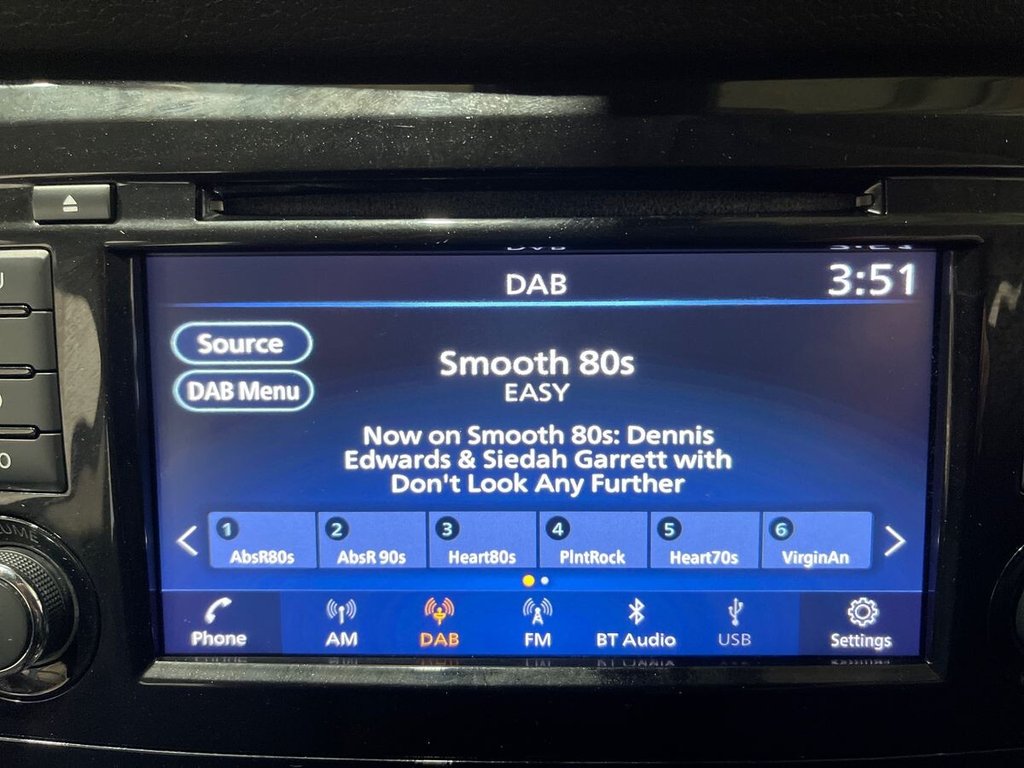 DAB
3:51
Source
Smooth 80s
DAB Menu
EASY
Now on Smooth 80s: Dennis
Edwards & Siedah Garrett with
Don't Look Any Further
1 2 3 4 5 6
AbsR80s AbsR 90s Heart80s PlntRock Heart70s VirginAn
Phone AM DAB FM BT Audio USB Settings